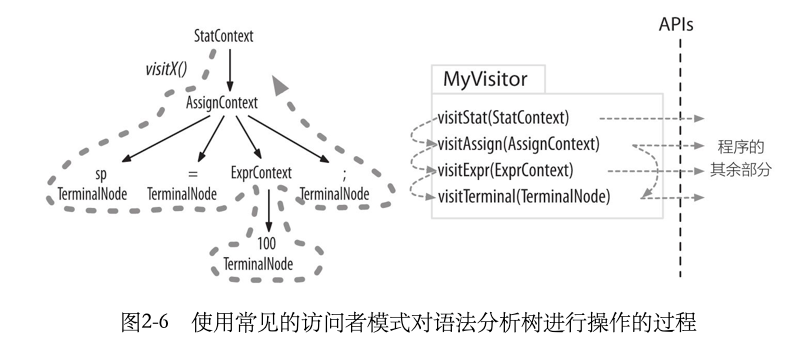 StatContext
visitX()
AssignContext
sp = ExprContext ;
TerminalNode TerminalNode TerminalNode
100
TerminalNode
APIs
MyVisitor
visitStat(StatContext)
visitAssign(AssignContext)
visitExpr(ExprContext)
visitTerminal(TerminalNode)
程序的
其余部分
图2-6 使用常见的访问者模式对语法分析树进行操作的过程